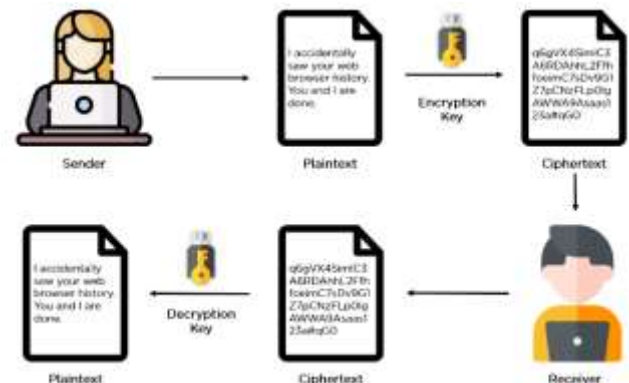 I accidentally
saw your web
browser history.
You and I are
done.
Encryption
Key
Sender
Plaintext
Ciphertext
I accidentally
saw your web
browser history.
You and I are
done.
Decryption
Key
Plaintext
Ciphertext
Receiver